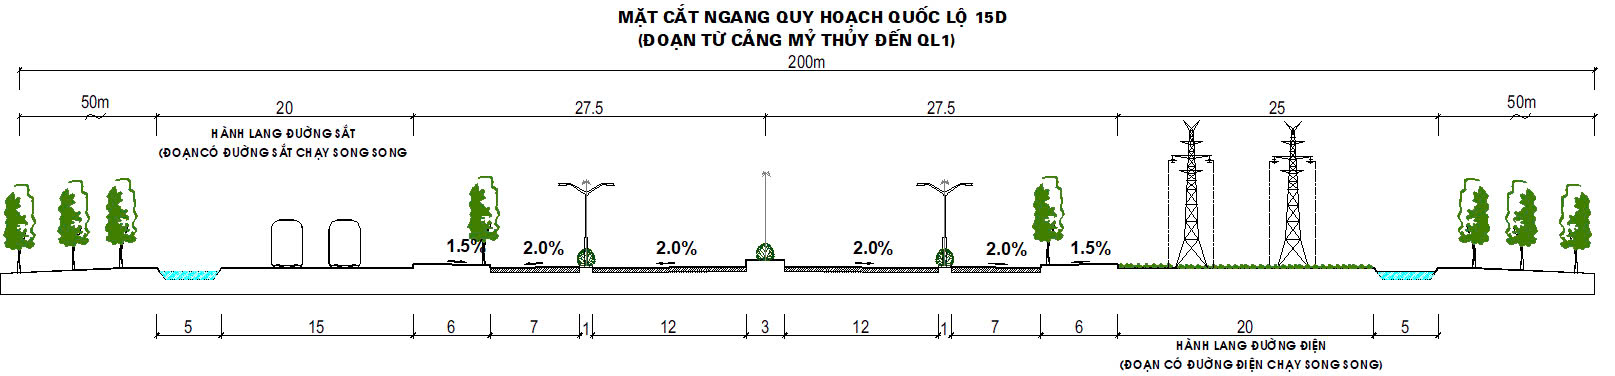 MẶT CẮT NGANG QUY HOẠCH QUỐC LỘ 15D
(ĐOẠN TỪ CẢNG MỶ THỦY ĐẾN QL1)
200m
50m 20 27.5 27.5 25 50m
HÀNH LANG ĐƯỜNG SẮT
(ĐOẠN CÓ ĐƯỜNG SẮT CHẠY SONG SONG
1.5% 2.0% 2.0% 2.0% 2.0% 1.5%
5 15 6 7 1 12 3 12 1 7 6 20 5
HÀNH LANG ĐƯỜNG ĐIỆN
(ĐOẠN CÓ ĐƯỜNG ĐIỆN CHẠY SONG SONG)